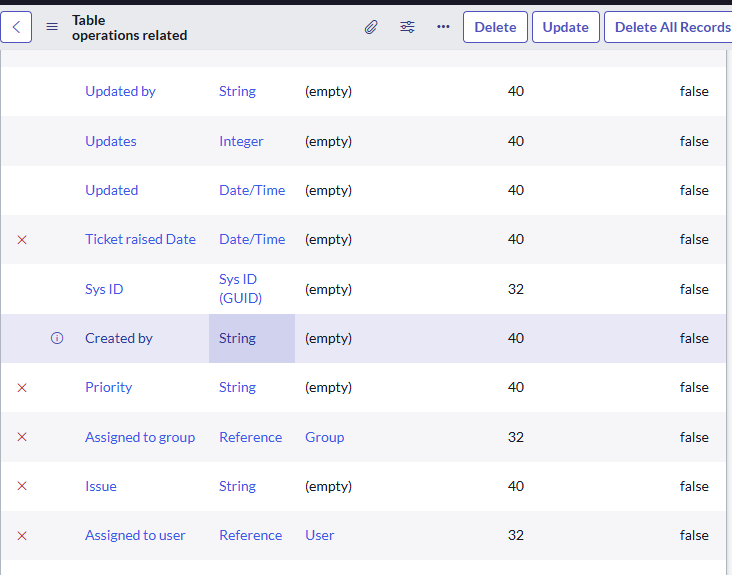 Table
operations related
Delete
Update
Delete All Records
Updated by String (empty) 40 false
Updates Integer (empty) 40 false
Updated Date/Time (empty) 40 false
Ticket raised Date Date/Time (empty) 40 false
Sys ID Sys ID (GUID) (empty) 32 false
Created by String (empty) 40 false
Priority String (empty) 40 false
Assigned to group Reference Group 32 false
Issue String (empty) 40 false
Assigned to user Reference User 32 false